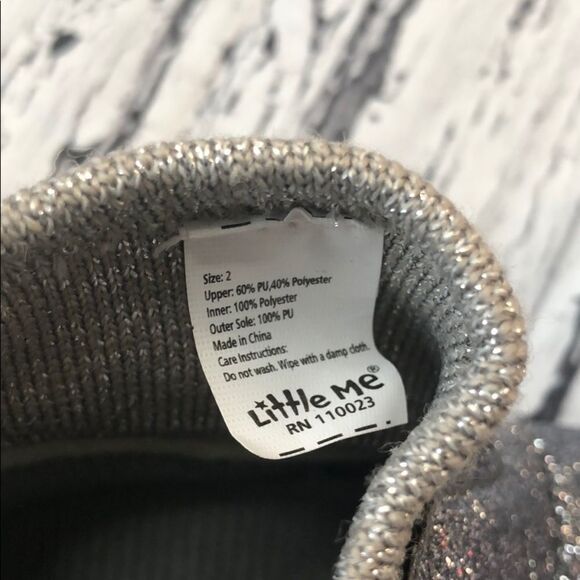 Size: 2
Upper: 60% PU,40% Polyester
Inner: 100% Polyester
Outer Sole: 100% PU
Made in China
Care Instructions:
Do not wash. Wipe with a damp cloth.
Little Me®
RN 110023